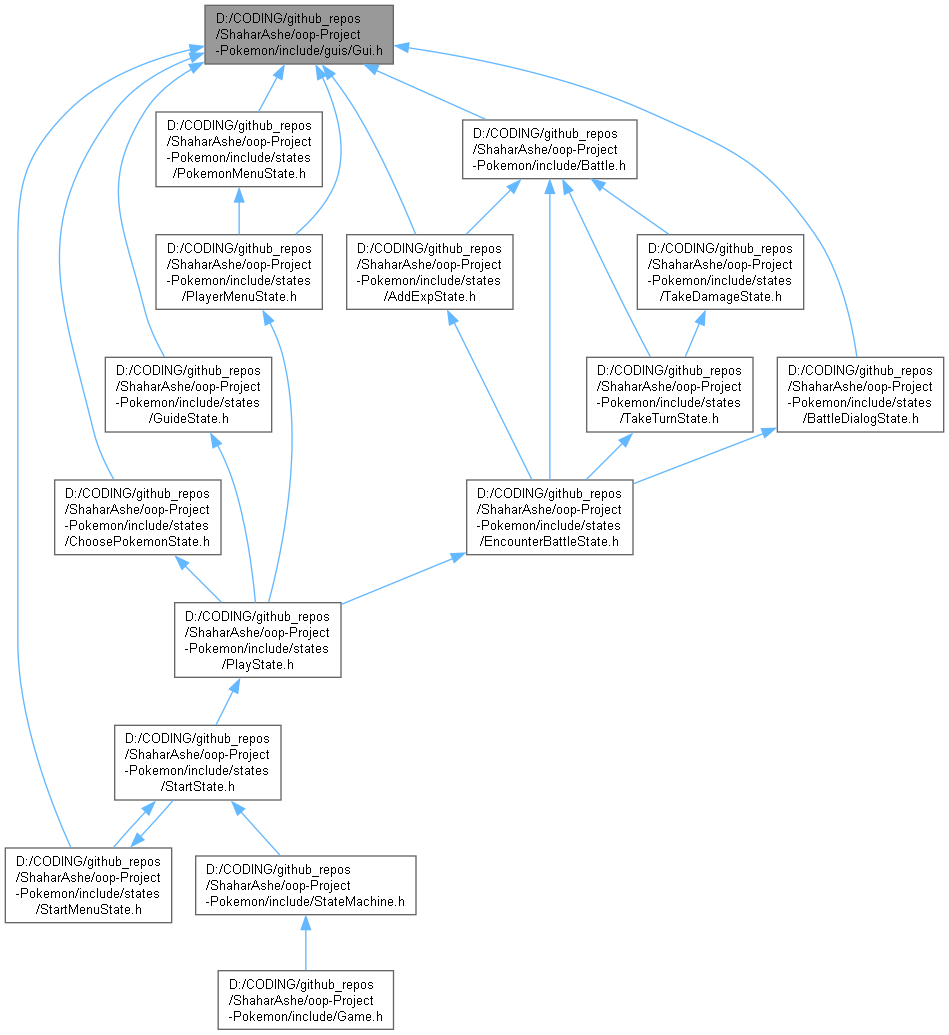 D:/CODING/github_repos
/ShaharAshe/oop-Project
-Pokemon/include/guis/Gui.h
D:/CODING/github_repos
/ShaharAshe/oop-Project
-Pokemon/include/states
/PokemonMenuState.h
D:/CODING/github_repos
/ShaharAshe/oop-Project
-Pokemon/include/Battle.h
D:/CODING/github_repos
/ShaharAshe/oop-Project
-Pokemon/include/states
/PlayerMenuState.h
D:/CODING/github_repos
/ShaharAshe/oop-Project
-Pokemon/include/states
/AddExpState.h
D:/CODING/github_repos
/ShaharAshe/oop-Project
-Pokemon/include/states
/TakeDamageState.h
D:/CODING/github_repos
/ShaharAshe/oop-Project
-Pokemon/include/states
/GuideState.h
D:/CODING/github_repos
/ShaharAshe/oop-Project
-Pokemon/include/states
/TakeTurnState.h
D:/CODING/github_repos
/ShaharAshe/oop-Project
-Pokemon/include/states
/BattleDialogState.h
D:/CODING/github_repos
/ShaharAshe/oop-Project
-Pokemon/include/states
/ChoosePokemonState.h
D:/CODING/github_repos
/ShaharAshe/oop-Project
-Pokemon/include/states
/EncounterBattleState.h
D:/CODING/github_repos
/ShaharAshe/oop-Project
-Pokemon/include/states
/PlayState.h
D:/CODING/github_repos
/ShaharAshe/oop-Project
-Pokemon/include/states
/StartState.h
D:/CODING/github_repos
/ShaharAshe/oop-Project
-Pokemon/include/states
/StartMenuState.h
D:/CODING/github_repos
/ShaharAshe/oop-Project
-Pokemon/include/StateMachine.h
D:/CODING/github_repos
/ShaharAshe/oop-Project
-Pokemon/include/Game.h